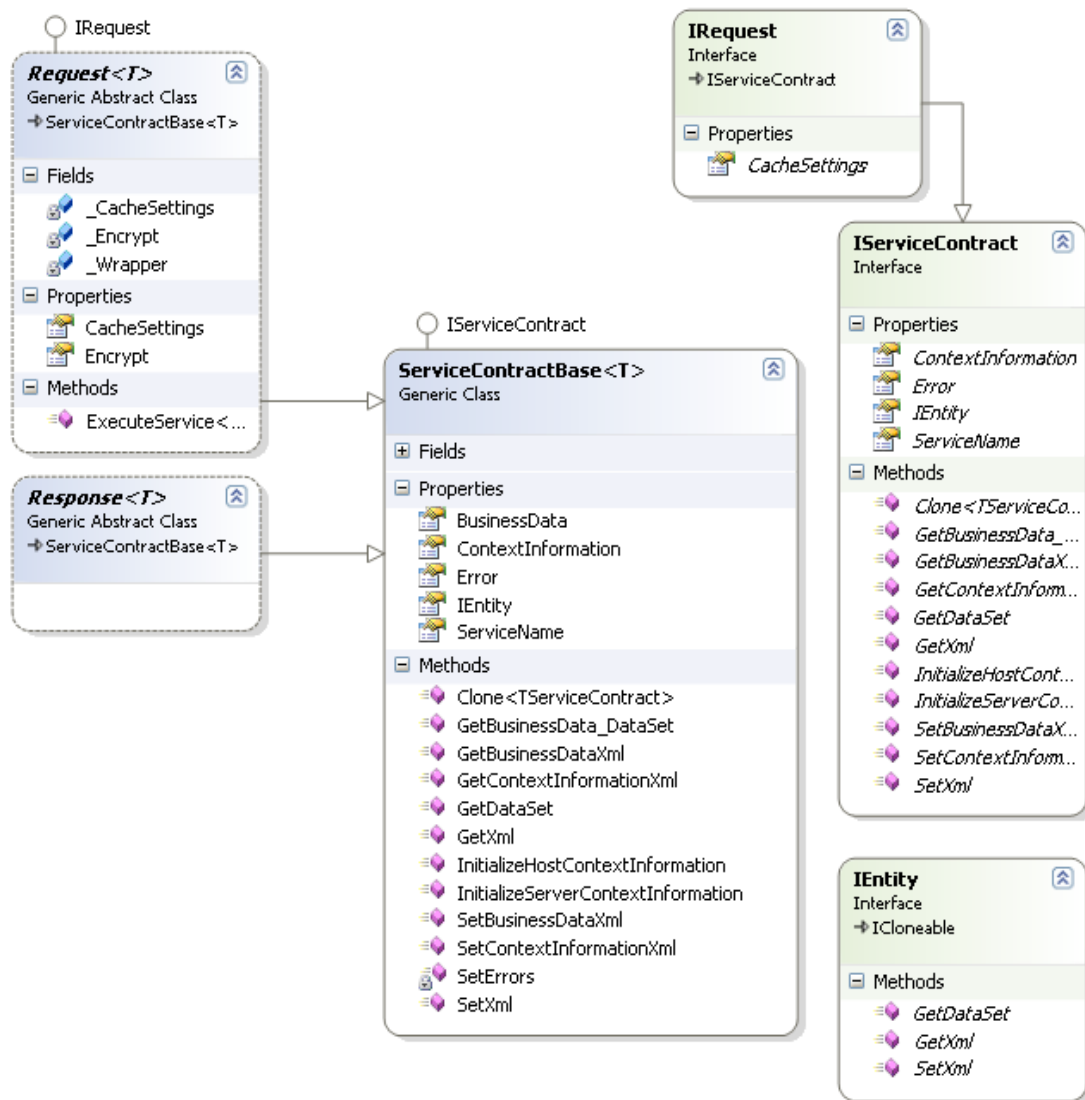 IRequest
Request<T>
Generic Abstract Class
ServiceContractBase<T>
Fields
_CacheSettings
_Encrypt
_Wrapper
Properties
CacheSettings
Encrypt
Methods
ExecuteService<...
Response<T>
Generic Abstract Class
ServiceContractBase<T>
IServiceContract
ServiceContractBase<T>
Generic Class
Fields
Properties
BusinessData
ContextInformation
Error
IEntity
ServiceName
Methods
Clone<TServiceContract>
GetBusinessData_DataSet
GetBusinessDataXml
GetContextInformationXml
GetDataSet
GetXml
InitializeHostContextInformation
InitializeServerContextInformation
SetBusinessDataXml
SetContextInformationXml
SetErrors
SetXml
IRequest
Interface
IServiceContract
Properties
CacheSettings
IServiceContract
Interface
Properties
ContextInformation
Error
IEntity
ServiceName
Methods
Clone<TServiceCo...
GetBusinessData_...
GetBusinessDataX...
GetContextInform...
GetDataSet
GetXml
InitializeHostCont...
InitializeServerCo...
SetBusinessDataX...
SetContextInform...
SetXml
IEntity
Interface
ICloneable
Methods
GetDataSet
GetXml
SetXml